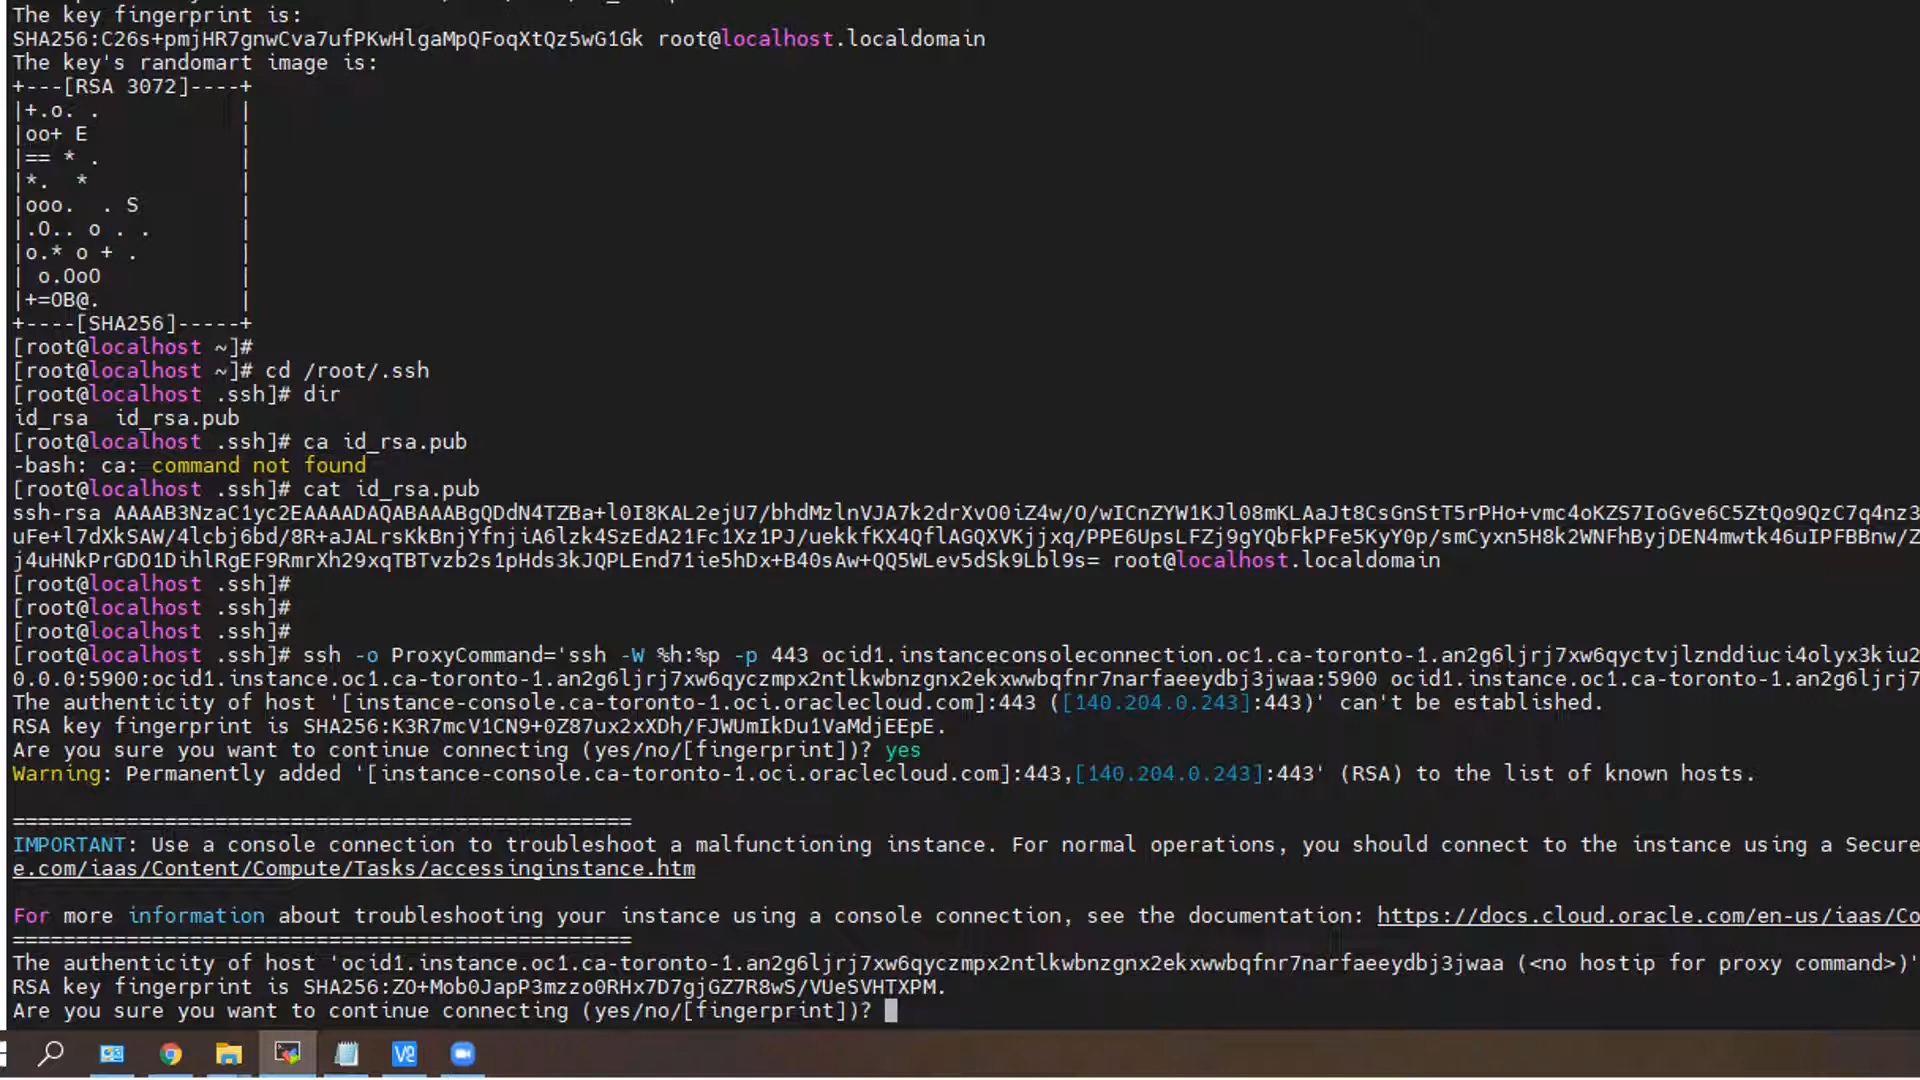 The key fingerprint is:
SHA256:C26s+pmjHR7gnwCva7ufPKwHlgaMpQFoqXtQz5wG1Gk root@localhost.localdomain
The key's randomart image is:
+---[RSA 3072]----+
|+.o. .           |
|oo+ E            |
|== * .           |
|*.  *            |
|ooo.  . S        |
|.O.. o . .       |
|o.* o + .        |
| o.OoO           |
|+=OB@.           |
+----[SHA256]-----+
[root@localhost ~]#
[root@localhost ~]# cd /root/.ssh
[root@localhost .ssh]# dir
id_rsa  id_rsa.pub
[root@localhost .ssh]# ca id_rsa.pub
-bash: ca: command not found
[root@localhost .ssh]# cat id_rsa.pub
ssh-rsa AAAAB3NzaC1yc2EAAAADAQABAAABgQDdN4TZBa+l0I8KAL2ejU7/bhdMzlnVJA7k2drXvO0iZ4w/O/wICnZYW1KJl08mKLAaJt8CsGnStT5rPHo+vmc4oKZS7IoGve6C5ZtQo9QzC7q4nz3
uFe+l7dXkSAW/4lcbj6bd/8R+aJALrsKkBnjYfnjiA6lzk4SzEdA21Fc1Xz1PJ/uekkfKX4QflAGQXVKjjxq/PPE6UpsLFZj9gYQbFkPFe5KyY0p/smCyxn5H8k2WNFhByjDEN4mwtk46uIPFBBnw/Z
j4uHNkPrGDO1DihlRgEF9RmrXh29xqTBTvzb2s1pHds3kJQPLEnd71ie5hDx+B40sAw+QQ5WLev5dSk9Lbl9s= root@localhost.localdomain
[root@localhost .ssh]#
[root@localhost .ssh]#
[root@localhost .ssh]#
[root@localhost .ssh]# ssh -o ProxyCommand='ssh -W %h:%p -p 443 ocid1.instanceconsoleconnection.oc1.ca-toronto-1.an2g6ljrj7xw6qyctvjlznddiuci4olyx3kiu2
0.0.0:5900:ocid1.instance.oc1.ca-toronto-1.an2g6ljrj7xw6qyczmpx2ntlkwbnzgnx2ekxwwbqfnr7narfaeeydbj3jwaa:5900 ocid1.instance.oc1.ca-toronto-1.an2g6ljrj7
The authenticity of host '[instance-console.ca-toronto-1.oci.oraclecloud.com]:443 ([140.204.0.243]:443)' can't be established.
RSA key fingerprint is SHA256:K3R7mcV1CN9+0Z87ux2xXDh/FJWUmIkDu1VaMdjEEpE.
Are you sure you want to continue connecting (yes/no/[fingerprint])? yes
Warning: Permanently added '[instance-console.ca-toronto-1.oci.oraclecloud.com]:443,[140.204.0.243]:443' (RSA) to the list of known hosts.
=================================================
IMPORTANT: Use a console connection to troubleshoot a malfunctioning instance. For normal operations, you should connect to the instance using a Secure
e.com/iaas/Content/Compute/Tasks/accessinginstance.htm
For more information about troubleshooting your instance using a console connection, see the documentation: https://docs.cloud.oracle.com/en-us/iaas/Co
=================================================
The authenticity of host 'ocid1.instance.oc1.ca-toronto-1.an2g6ljrj7xw6qyczmpx2ntlkwbnzgnx2ekxwwbqfnr7narfaeeydbj3jwaa (<no hostip for proxy command>)'
RSA key fingerprint is SHA256:ZO+Mob0JapP3mzzo0RHx7D7gjGZ7R8wS/VUeSVHTXPM.
Are you sure you want to continue connecting (yes/no/[fingerprint])?